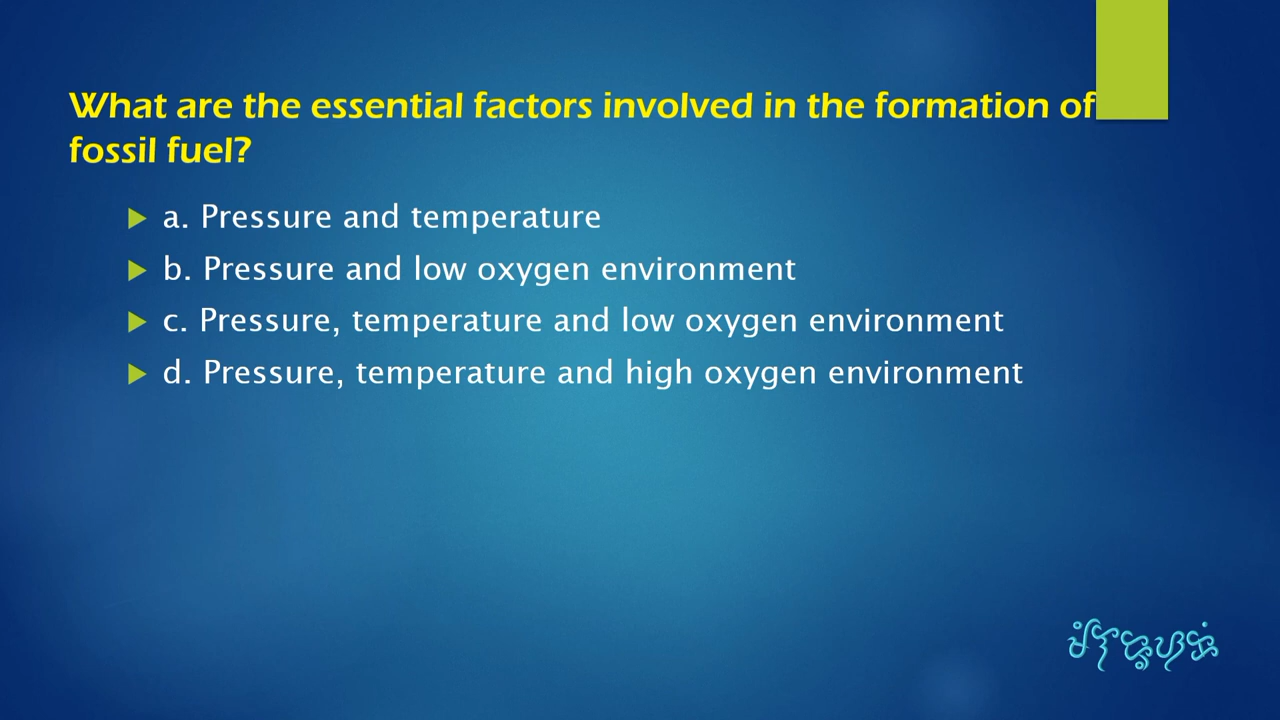 What are the essential factors involved in the formation of
fossil fuel?
a. Pressure and temperature
b. Pressure and low oxygen environment
c. Pressure, temperature and low oxygen environment
d. Pressure, temperature and high oxygen environment